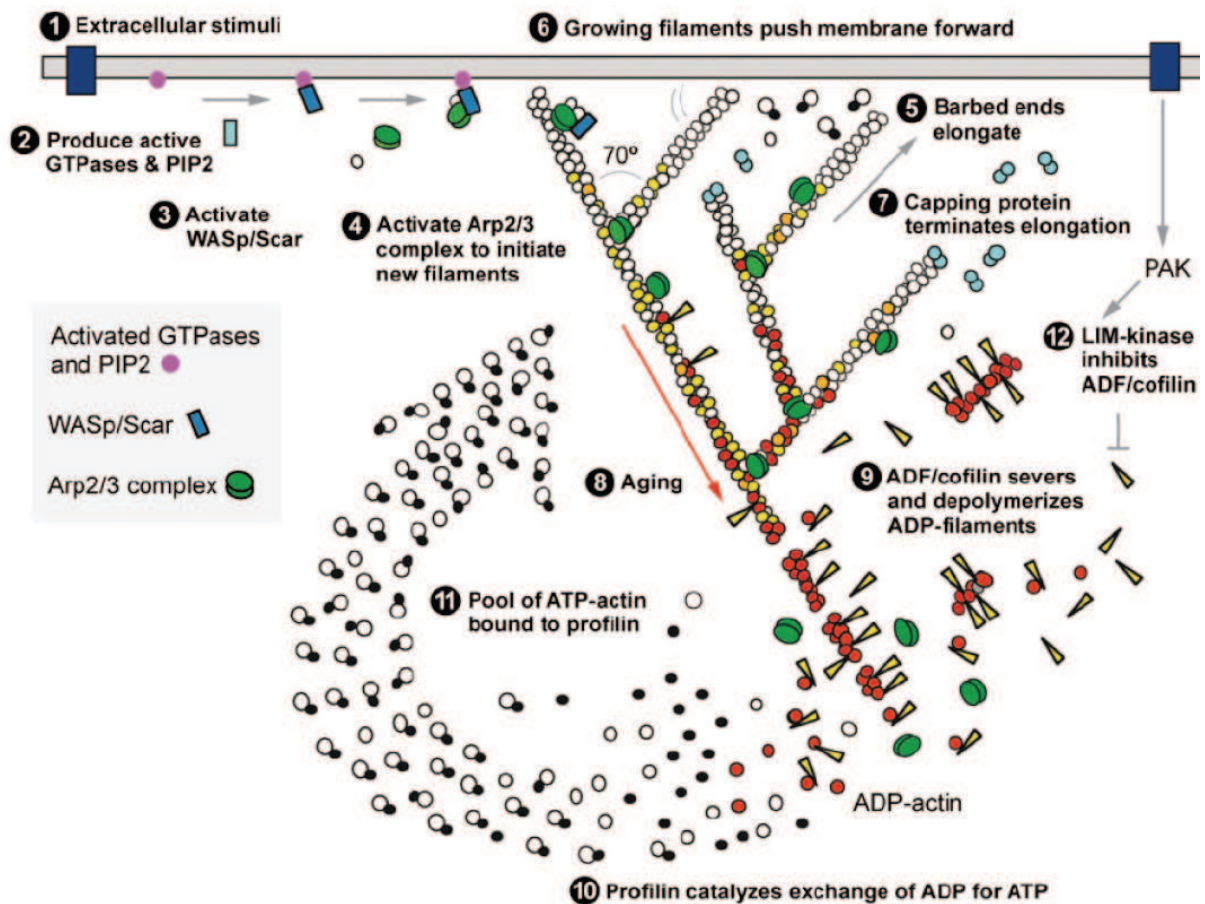 1 Extracellular stimuli
2 Produce active
GTPases & PIP2
3 Activate
WASp/Scar
4 Activate Arp2/3
complex to initiate
new filaments
6 Growing filaments push membrane forward
70º
5 Barbed ends
elongate
7 Capping protein
terminates elongation
PAK
12 LIM-kinase
inhibits
ADF/cofilin
Activated GTPases
and PIP2
WASp/Scar
Arp2/3 complex
8 Aging
9 ADF/cofilin severs
and depolymerizes
ADP-filaments
11 Pool of ATP-actin
bound to profilin
ADP-actin
10 Profilin catalyzes exchange of ADP for ATP